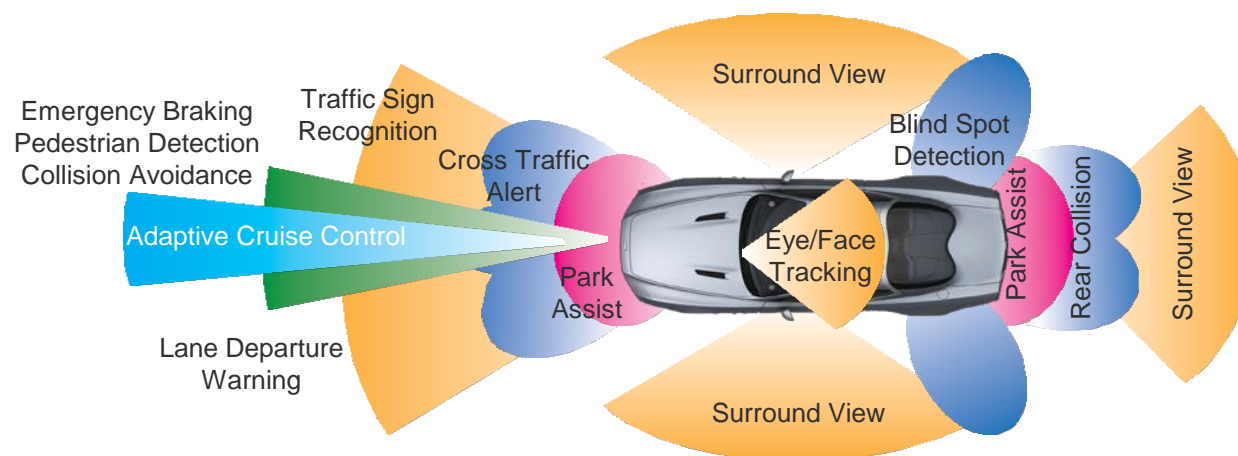 Surround View
Emergency Braking
Pedestrian Detection
Collision Avoidance
Traffic Sign
Recognition
Cross Traffic
Alert
Blind Spot
Detection
Adaptive Cruise Control
Eye/Face
Tracking
Park
Assist
Park Assist
Rear Collision
Surround View
Lane Departure
Warning
Surround View